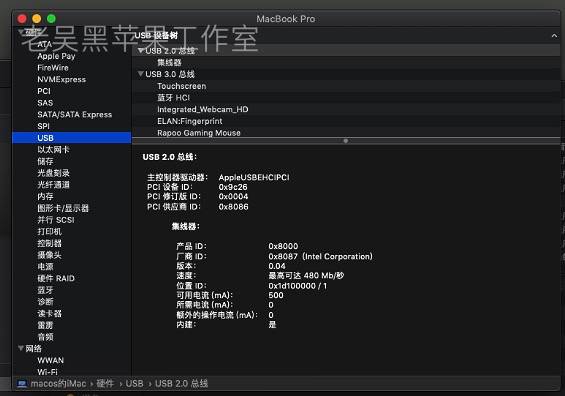 MacBook Pro
老吴黑苹果工作室
硬件
ATA
Apple Pay
FireWire
NVMExpress
PCI
SAS
SATA/SATA Express
SPI
USB
以太网卡
储存
光盘刻录
光纤通道
内存
图形卡/显示器
并行 SCSI
打印机
控制器
摄像头
电源
硬件 RAID
蓝牙
诊断
读卡器
雷雳
音频
网络
WWAN
Wi-Fi
USB 设备树
USB 2.0 总线
集线器
USB 3.0 总线
Touchscreen
蓝牙 HCI
Integrated_Webcam_HD
ELAN:Fingerprint
Rapoo Gaming Mouse
USB 2.0 总线:
主控制器驱动器: AppleUSBEHCIPCI
PCI 设备 ID: 0x9c26
PCI 修订版 ID: 0x0004
PCI 供应商 ID: 0x8086
集线器:
产品 ID: 0x8000
厂商 ID: 0x8087 (Intel Corporation)
版本: 0.04
速度: 最高可达 480 Mb/秒
位置 ID: 0x1d100000 / 1
可用电流 (mA): 500
所需电流 (mA): 0
额外的操作电流 (mA): 0
内建: 是
macos的iMac › 硬件 › USB › USB 2.0 总线